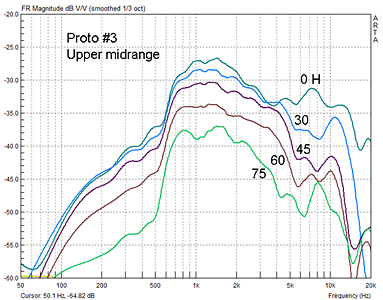 FR Magnitude dB V/V (smoothed 1/3 oct)
-20.0
-25.0
-30.0
-35.0
-40.0
-45.0
-50.0
-55.0
-60.0
Proto #3
Upper midrange
0 H
30
45
60
75
A
R
T
A
50 100 200 500 1k 2k 5k 10k 20k
Cursor: 50.1 Hz, -64.82 dB Frequency (Hz)